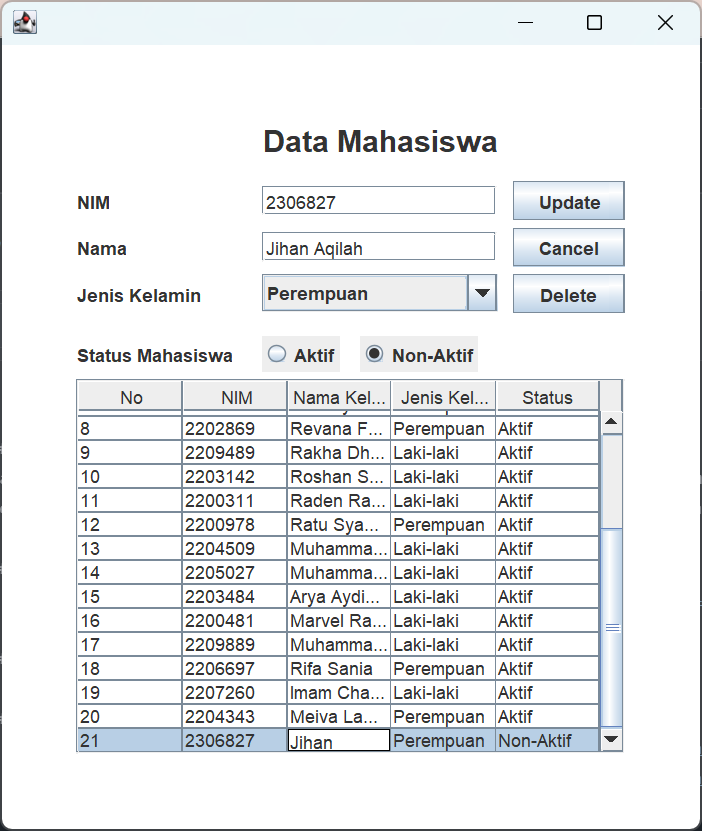 Data Mahasiswa
NIM 2306827 Update
Nama Jihan Aqilah Cancel
Jenis Kelamin Perempuan Delete
Status Mahasiswa Aktif Non-Aktif
No NIM Nama Kel... Jenis Kel... Status
8 2202869 Revana F... Perempuan Aktif
9 2209489 Rakha Dh... Laki-laki Aktif
10 2203142 Roshan S... Laki-laki Aktif
11 2200311 Raden Ra... Laki-laki Aktif
12 2200978 Ratu Sya... Perempuan Aktif
13 2204509 Muhamma... Laki-laki Aktif
14 2205027 Muhamma... Laki-laki Aktif
15 2203484 Arya Aydi... Laki-laki Aktif
16 2200481 Marvel Ra... Laki-laki Aktif
17 2209889 Muhamma... Laki-laki Aktif
18 2206697 Rifa Sania Perempuan Aktif
19 2207260 Imam Cha... Laki-laki Aktif
20 2204343 Meiva La... Perempuan Aktif
21 2306827 Jihan Perempuan Non-Aktif